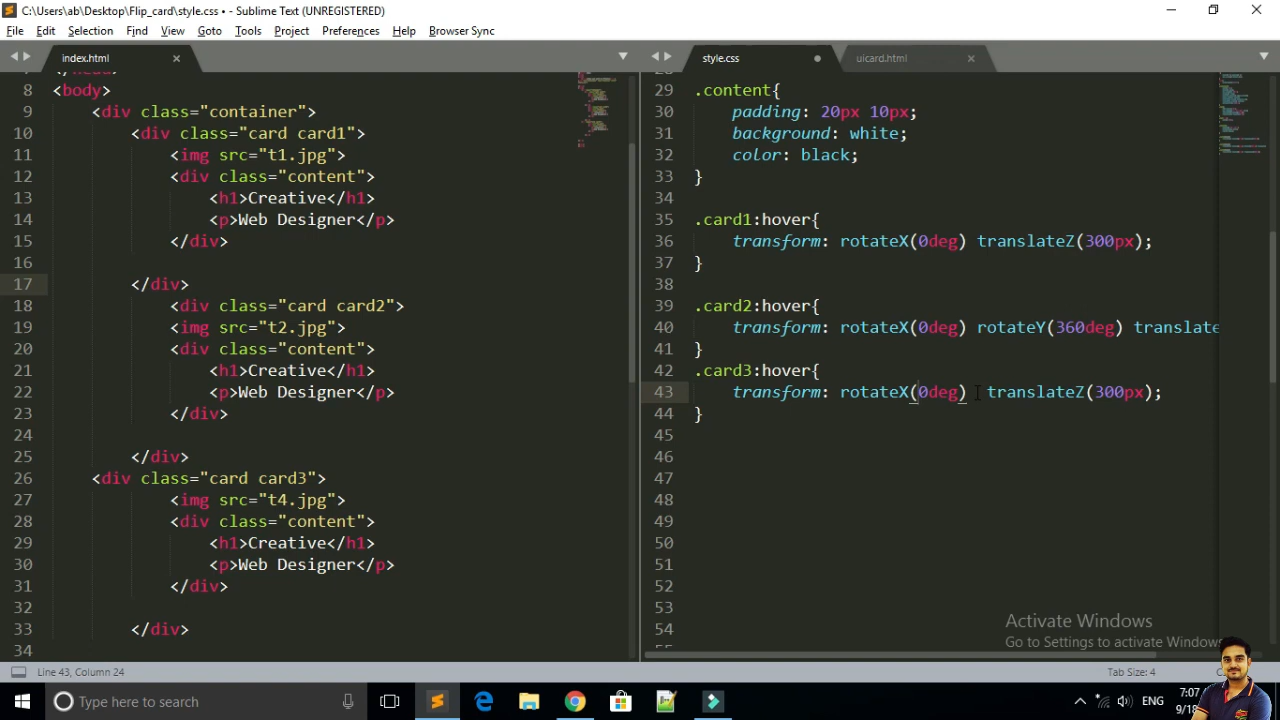 C:\Users\ab\Desktop\Flip_card\style.css • - Sublime Text (UNREGISTERED)
File Edit Selection Find View Goto Tools Project Preferences Help Browser Sync
index.html
style.css
uicard.html
8 <body>
9 <div class="container">
10 <div class="card card1">
11 <img src="t1.jpg">
12 <div class="content">
13 <h1>Creative</h1>
14 <p>Web Designer</p>
15 </div>
16
17 </div>
18 <div class="card card2">
19 <img src="t2.jpg">
20 <div class="content">
21 <h1>Creative</h1>
22 <p>Web Designer</p>
23 </div>
24
25 </div>
26 <div class="card card3">
27 <img src="t4.jpg">
28 <div class="content">
29 <h1>Creative</h1>
30 <p>Web Designer</p>
31 </div>
32
33 </div>
34
29 .content{
30 padding: 20px 10px;
31 background: white;
32 color: black;
33 }
34
35 .card1:hover{
36 transform: rotateX(0deg) translateZ(300px);
37 }
38
39 .card2:hover{
40 transform: rotateX(0deg) rotateY(360deg) translate
41 }
42 .card3:hover{
43 transform: rotateX(0deg) translateZ(300px);
44 }
45
46
47
48
49
50
51
52
53
54
Activate Windows
Go to Settings to activate Windows
Line 43, Column 24
Tab Size: 4
Type here to search
ENG
7:07
9/18